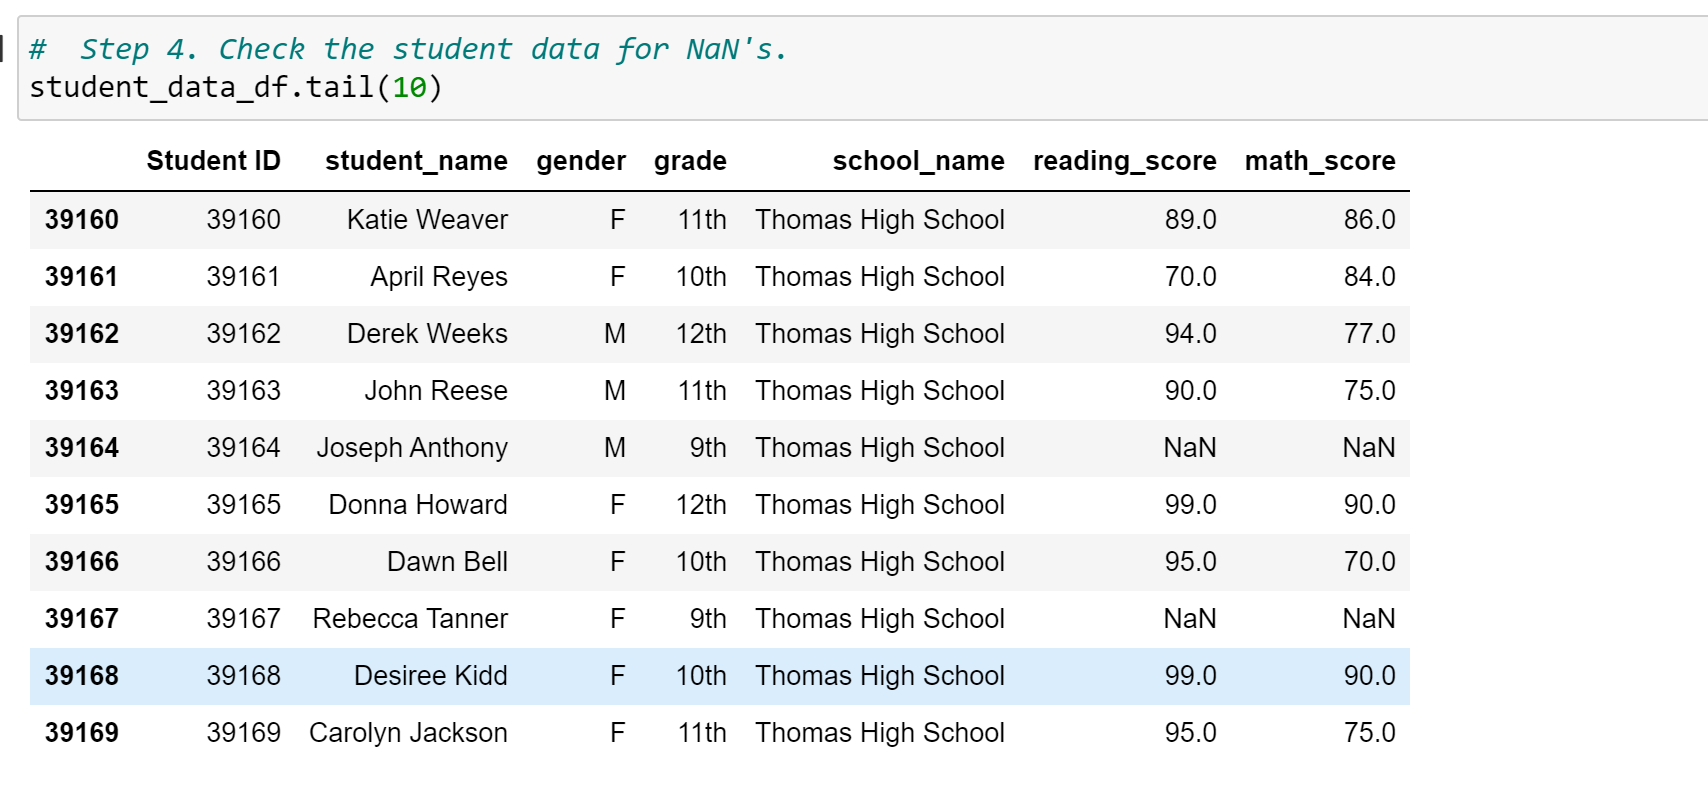 #  Step 4. Check the student data for NaN's.
student_data_df.tail(10)
Student ID student_name gender grade school_name reading_score math_score
39160 39160 Katie Weaver F 11th Thomas High School 89.0 86.0
39161 39161 April Reyes F 10th Thomas High School 70.0 84.0
39162 39162 Derek Weeks M 12th Thomas High School 94.0 77.0
39163 39163 John Reese M 11th Thomas High School 90.0 75.0
39164 39164 Joseph Anthony M 9th Thomas High School NaN NaN
39165 39165 Donna Howard F 12th Thomas High School 99.0 90.0
39166 39166 Dawn Bell F 10th Thomas High School 95.0 70.0
39167 39167 Rebecca Tanner F 9th Thomas High School NaN NaN
39168 39168 Desiree Kidd F 10th Thomas High School 99.0 90.0
39169 39169 Carolyn Jackson F 11th Thomas High School 95.0 75.0